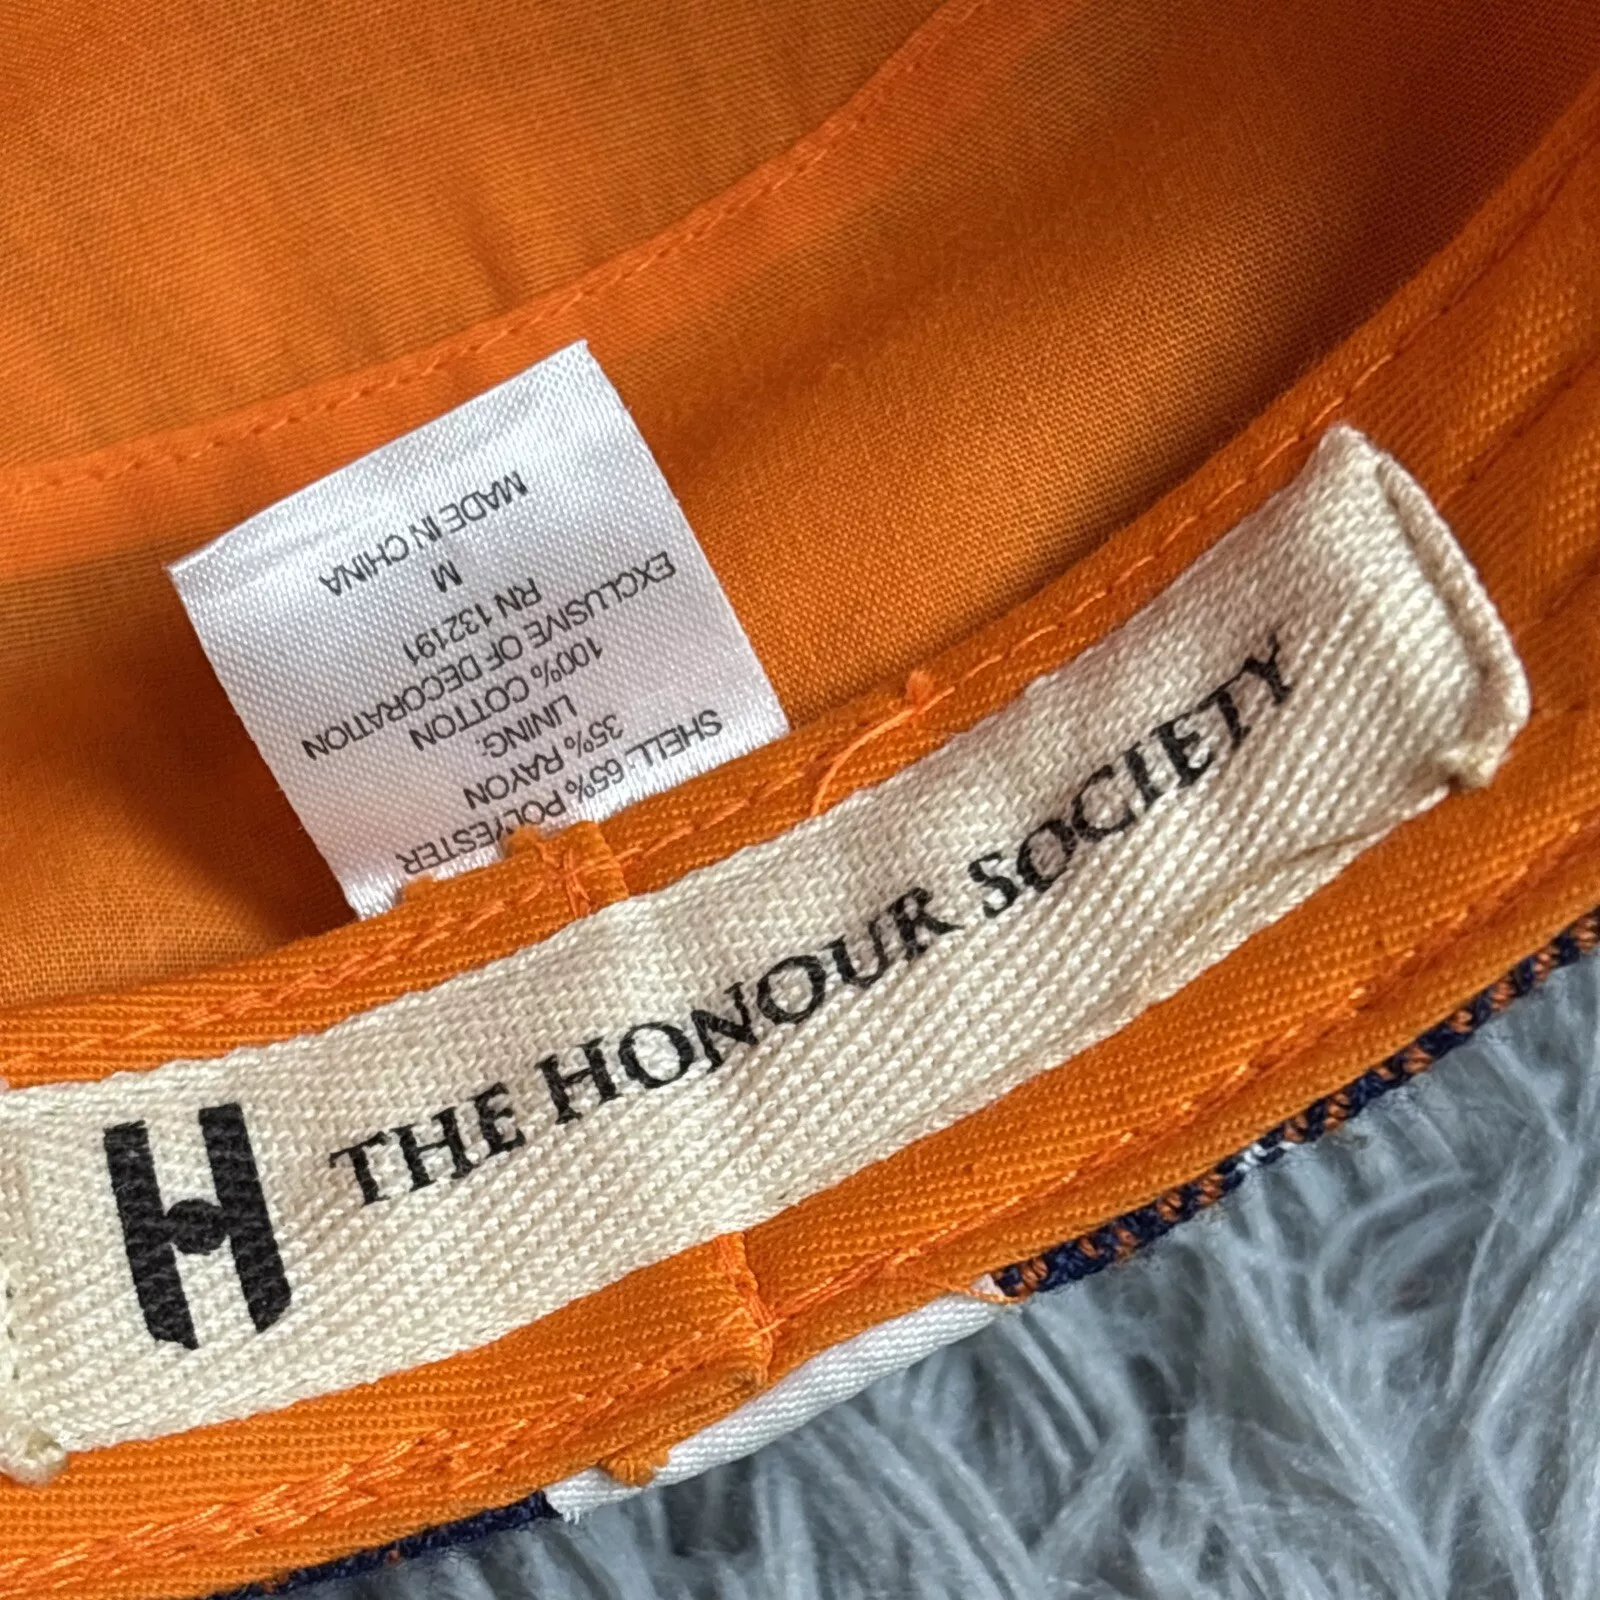 SHELL: 65% POLYESTER
35% RAYON
LINING:
100% COTTON
EXCLUSIVE OF DECORATION
RN 132191
M
MADE IN CHINA
H THE HONOUR SOCIETY